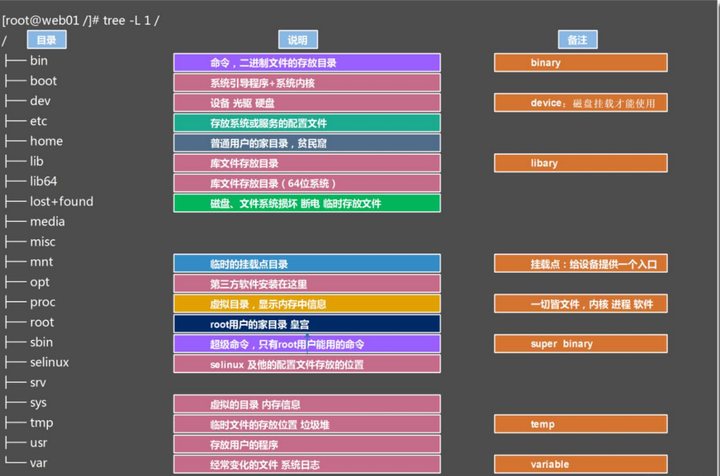 [root@web01 /]# tree -L 1 /
/ 目录 说明 备注
├── bin 命令，二进制文件的存放目录 binary
├── boot 系统引导程序+系统内核
├── dev 设备 光驱 硬盘 device；磁盘挂载才能使用
├── etc 存放系统或服务的配置文件
├── home 普通用户的家目录，贫民窟
├── lib 库文件存放目录 libary
├── lib64 库文件存放目录（64位系统）
├── lost+found 磁盘、文件系统损坏 断电 临时存放文件
├── media
├── misc
├── mnt 临时的挂载点目录 挂载点：给设备提供一个入口
├── opt 第三方软件安装在这里
├── proc 虚拟目录，显示内存中信息 一切皆文件，内核 进程 软件
├── root root用户的家目录 皇宫
├── sbin 超级命令，只有root用户能用的命令 super binary
├── selinux selinux 及他的配置文件存放的位置
├── srv
├── sys 虚拟的目录 内存信息
├── tmp 临时文件的存放位置 垃圾堆 temp
├── usr 存放用户的程序
└── var 经常变化的文件 系统日志 variable